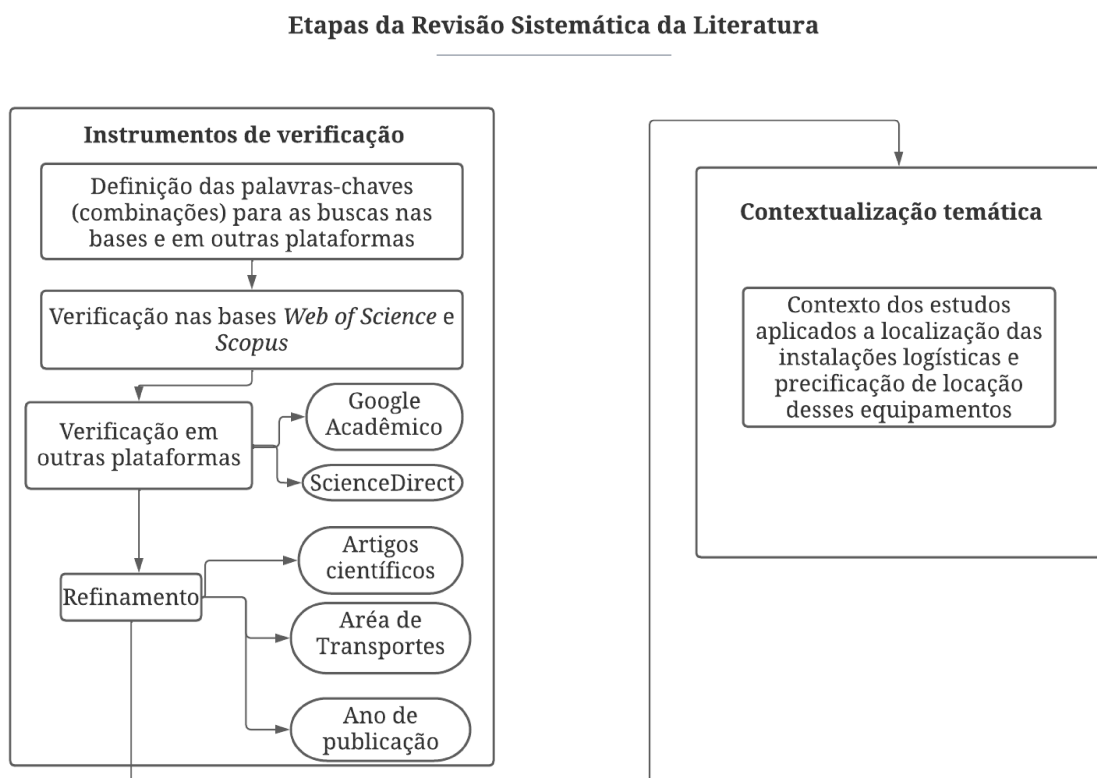 Etapas da Revisão Sistemática da Literatura
Instrumentos de verificação
Definição das palavras-chaves
(combinações) para as buscas nas
bases e em outras plataformas
Verificação nas bases Web of Science e
Scopus
Verificação em
outras plataformas
Google
Acadêmico
ScienceDirect
Refinamento
Artigos
científicos
Aréa de
Transportes
Ano de
publicação
Contextualização temática
Contexto dos estudos
aplicados a localização das
instalações logísticas e
precificação de locação
desses equipamentos